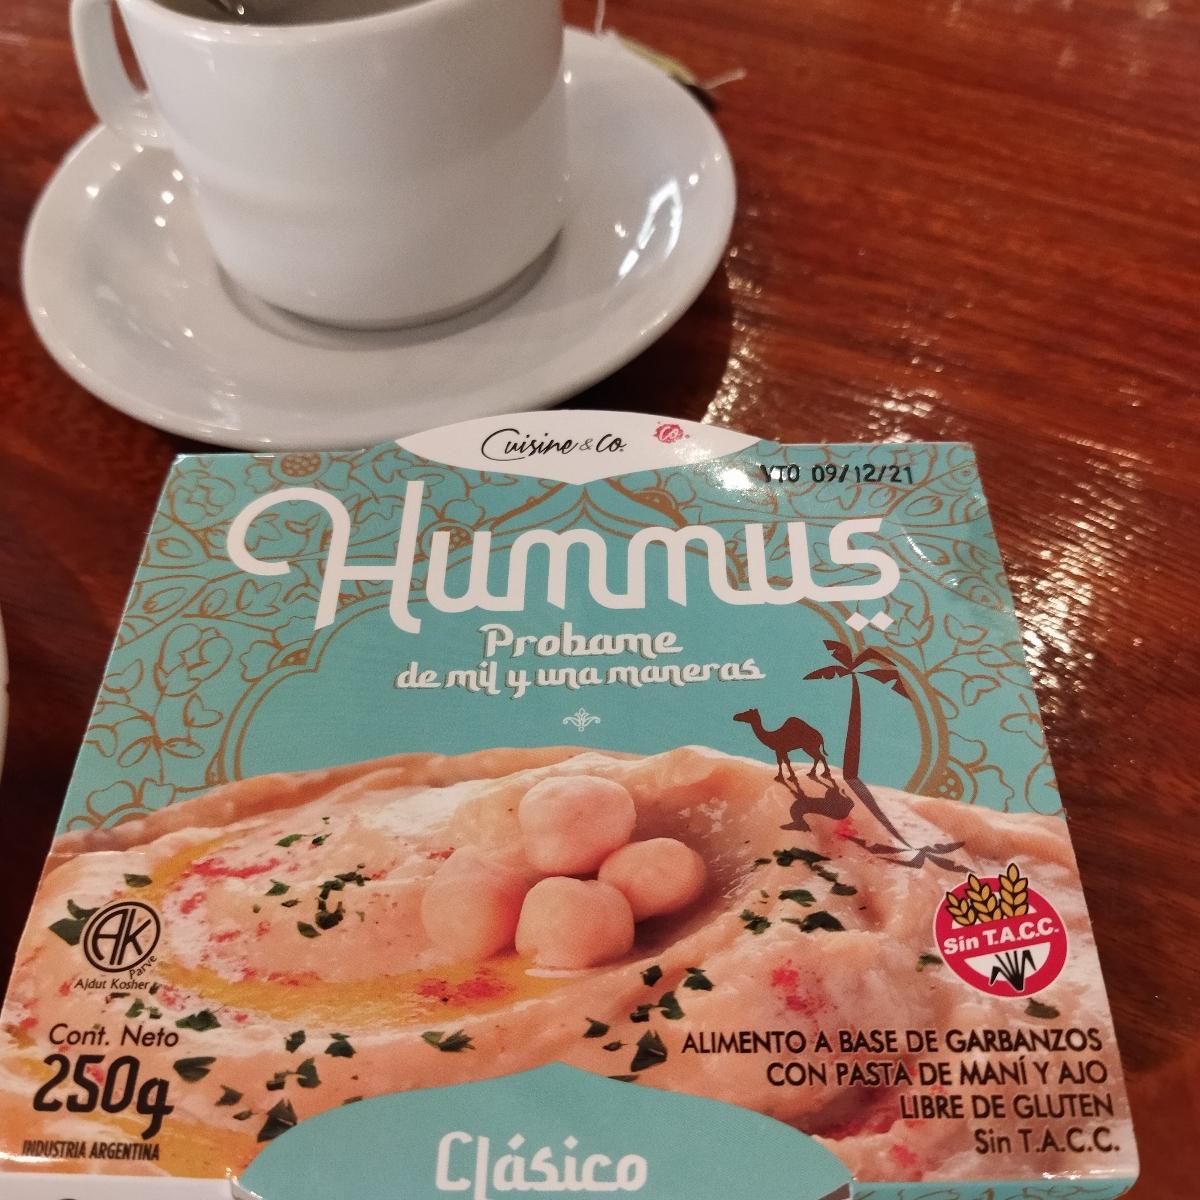 Cuisine & Co. Co.
VTO 09/12/21
Hummus
Probame
de mil y una maneras
AK
Parve
Ajdut Kosher
Sin T.A.C.C.
Cont. Neto
250g
INDUSTRIA ARGENTINA
ALIMENTO A BASE DE GARBANZOS
CON PASTA DE MANÍ Y AJO
LIBRE DE GLUTEN
Sin T.A.C.C.
Clásico